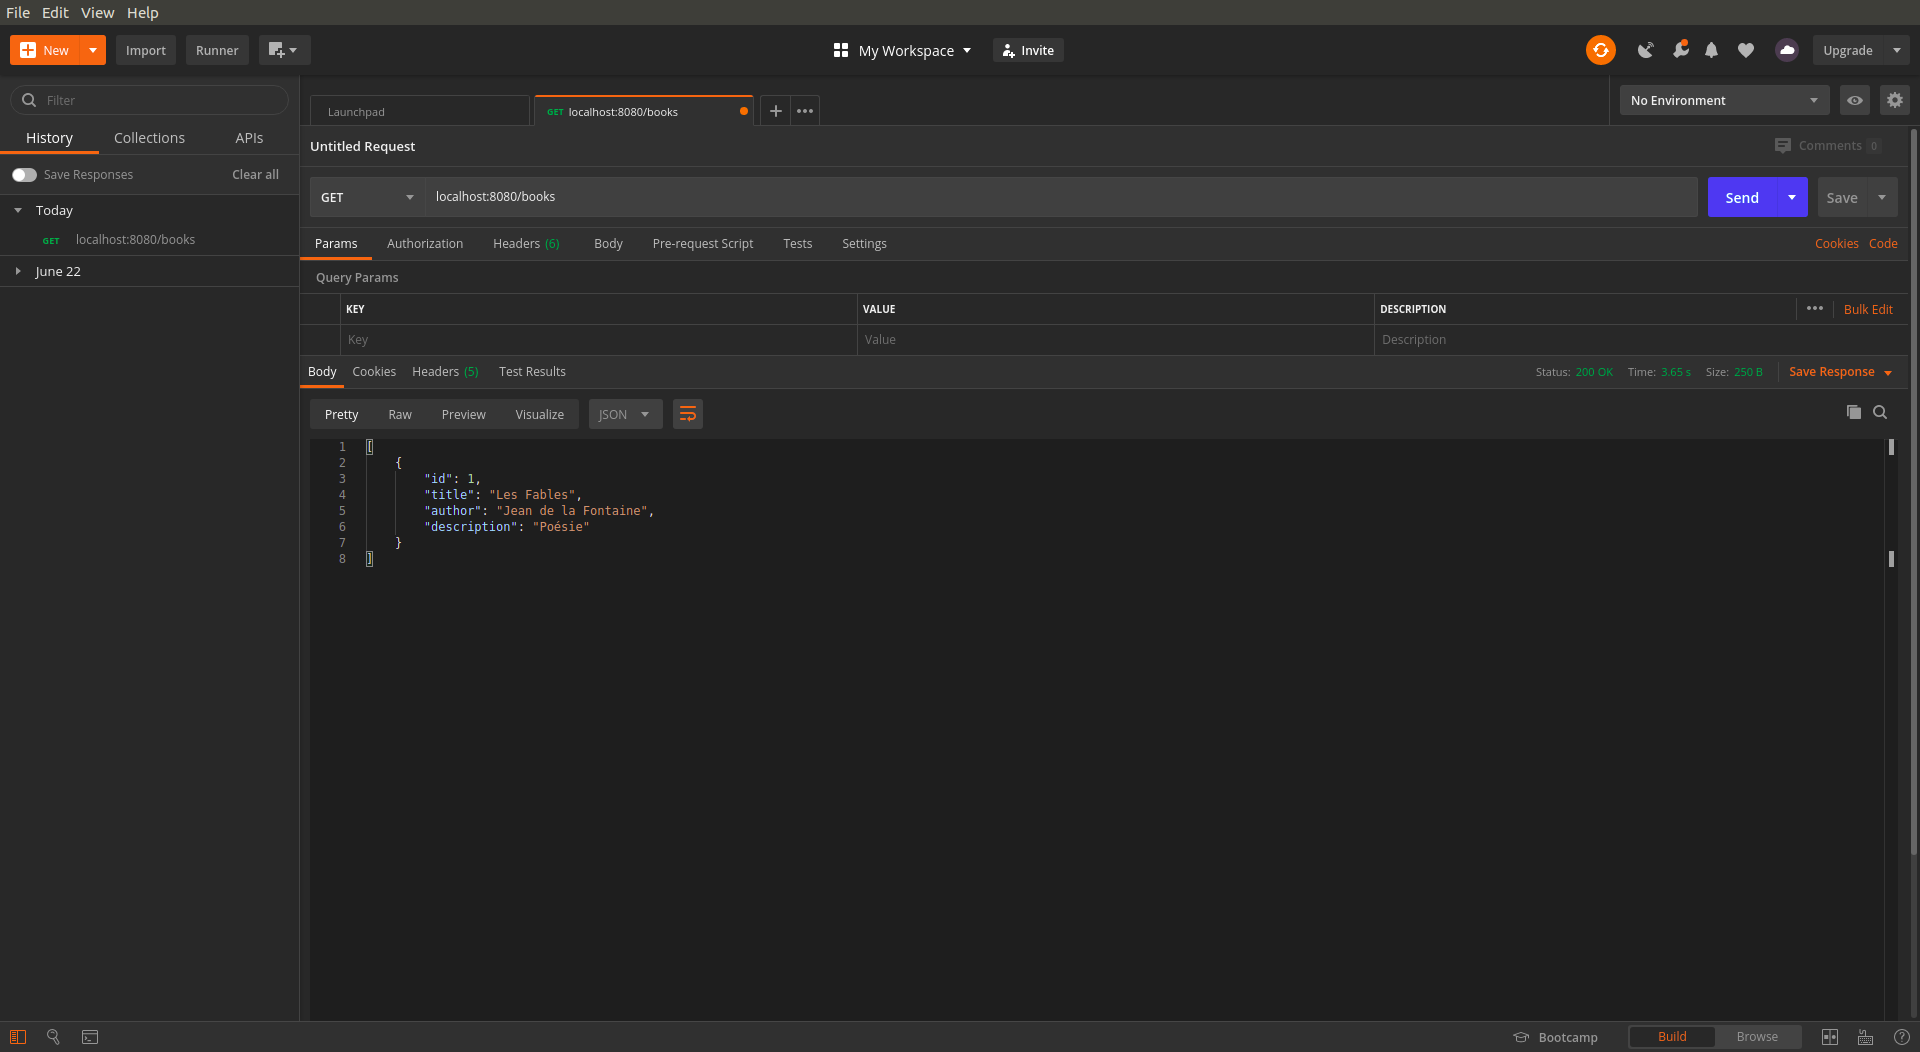 File Edit View Help
New Import Runner My Workspace Invite Upgrade
Filter
History Collections APIs
Save Responses Clear all
Today
GET localhost:8080/books
June 22
Launchpad GET localhost:8080/books No Environment
Untitled Request Comments 0
GET localhost:8080/books Send Save
Params Authorization Headers (6) Body Pre-request Script Tests Settings Cookies Code
Query Params
KEY VALUE DESCRIPTION Bulk Edit
Key Value Description
Body Cookies Headers (5) Test Results Status: 200 OK Time: 3.65 s Size: 250 B Save Response
Pretty Raw Preview Visualize JSON
1 [
2 {
3 "id": 1,
4 "title": "Les Fables",
5 "author": "Jean de la Fontaine",
6 "description": "Poésie"
7 }
8 ]
Bootcamp Build Browse